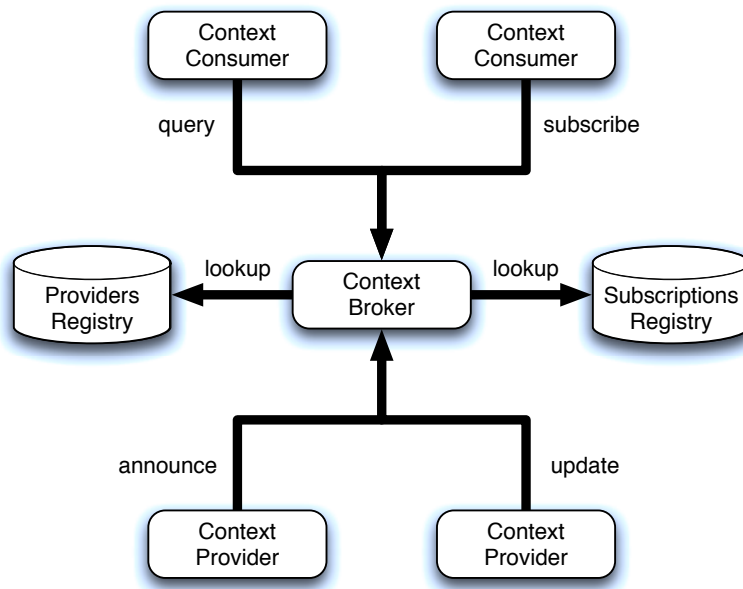 Context
Consumer
Context
Consumer
query
subscribe
lookup
lookup
Providers
Registry
Context
Broker
Subscriptions
Registry
announce
update
Context
Provider
Context
Provider